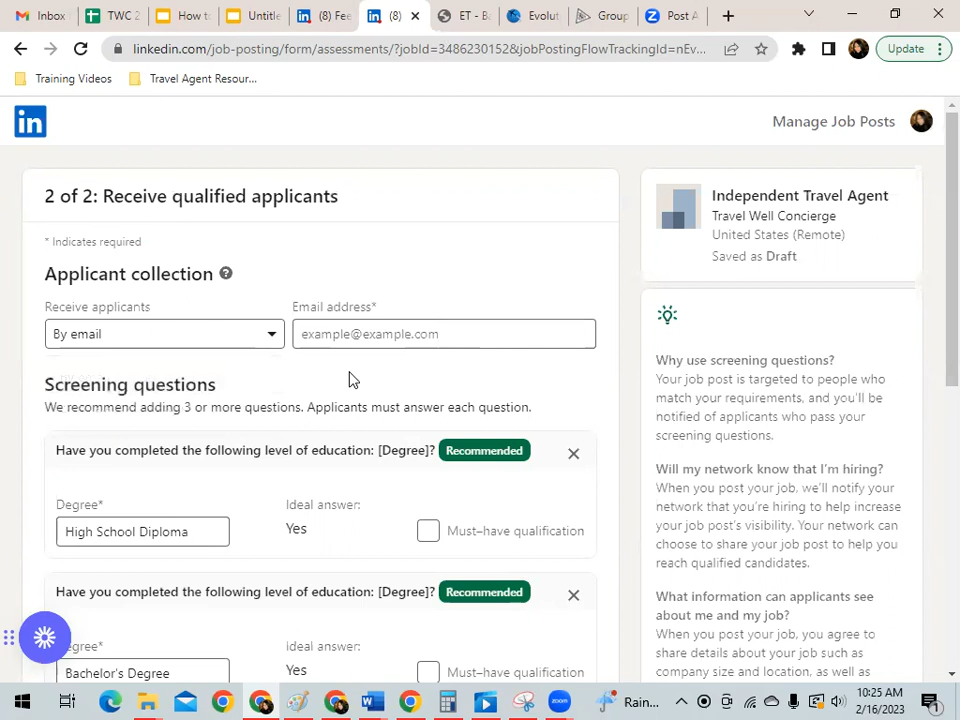 Inbox
TWC 2
How to
Untitle
(8) Fee
(8)
ET - Ba
Evolut
Group
Post A
linkedin.com/job-posting/form/assessments/?jobId=3486230152&jobPostingFlowTrackingId=nEv...
Update
Training Videos
Travel Agent Resour...
in
Manage Job Posts
2 of 2: Receive qualified applicants
* Indicates required
Applicant collection
Receive applicants
Email address*
By email
example@example.com
Screening questions
We recommend adding 3 or more questions. Applicants must answer each question.
Have you completed the following level of education: [Degree]? Recommended
Degree*
Ideal answer:
High School Diploma
Yes
Must-have qualification
Have you completed the following level of education: [Degree]? Recommended
egree*
Ideal answer:
Bachelor's Degree
Yes
Must-have qualification
Independent Travel Agent
Travel Well Concierge
United States (Remote)
Saved as Draft
Why use screening questions?
Your job post is targeted to people who
match your requirements, and you'll be
notified of applicants who pass your
screening questions.
Will my network know that I'm hiring?
When you post your job, we'll notify your
network that you're hiring to help increase
your job post's visibility. Your network can
choose to share your job post to help you
reach qualified candidates.
What information can applicants see
about me and my job?
When you post your job, you agree to
share details about your job such as
company size and location, as well as
zoom
Rain...
10:25 AM
2/16/2023
1